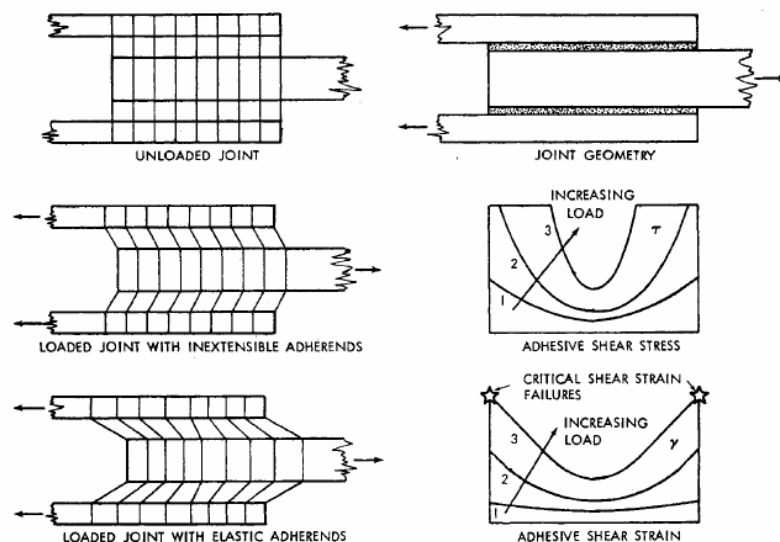 UNLOADED JOINT
JOINT GEOMETRY
INCREASING
LOAD
3
τ
2
1
LOADED JOINT WITH INEXTENSIBLE ADHERENDS
ADHESIVE SHEAR STRESS
CRITICAL SHEAR STRAIN
FAILURES
INCREASING
LOAD
3
γ
2
1
LOADED JOINT WITH ELASTIC ADHERENDS
ADHESIVE SHEAR STRAIN